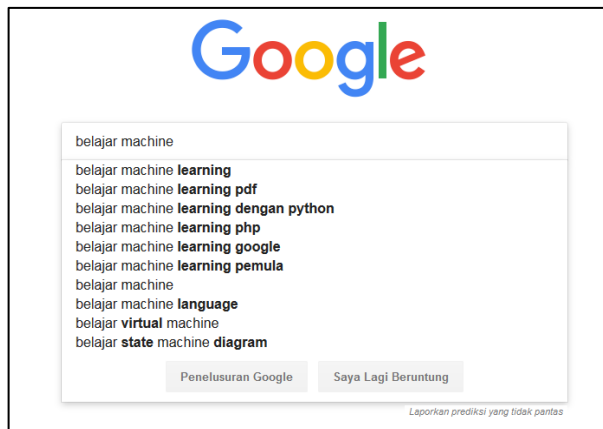 Google
belajar machine
belajar machine learning
belajar machine learning pdf
belajar machine learning dengan python
belajar machine learning php
belajar machine learning google
belajar machine learning pemula
belajar machine
belajar machine language
belajar virtual machine
belajar state machine diagram
Penelusuran Google Saya Lagi Beruntung
Laporkan prediksi yang tidak pantas